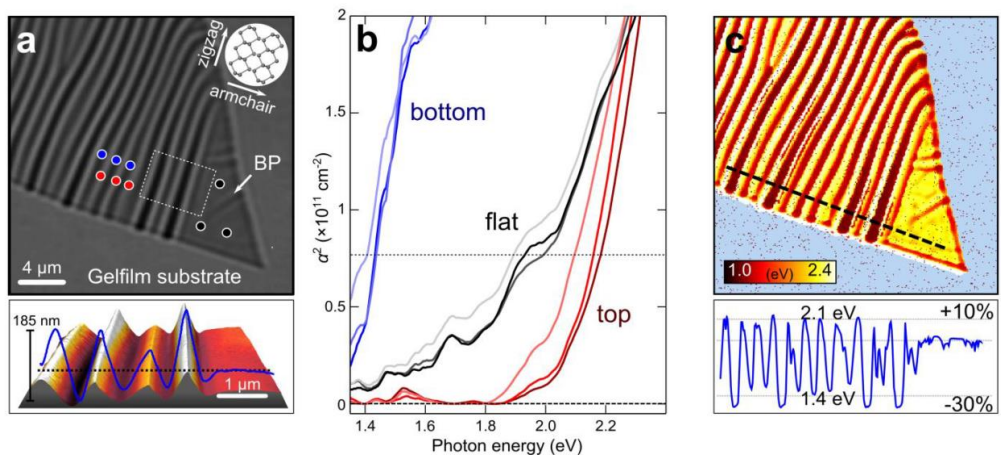 a
zigzag
armchair
BP
4 μm
Gelfilm substrate
185 nm
1 μm
b
α² (×10¹¹ cm⁻²)
2
1.5
1
0.5
0
bottom
flat
top
1.4 1.6 1.8 2.0 2.2
Photon energy (eV)
c
1.0 (eV) 2.4
2.1 eV +10%
1.4 eV -30%